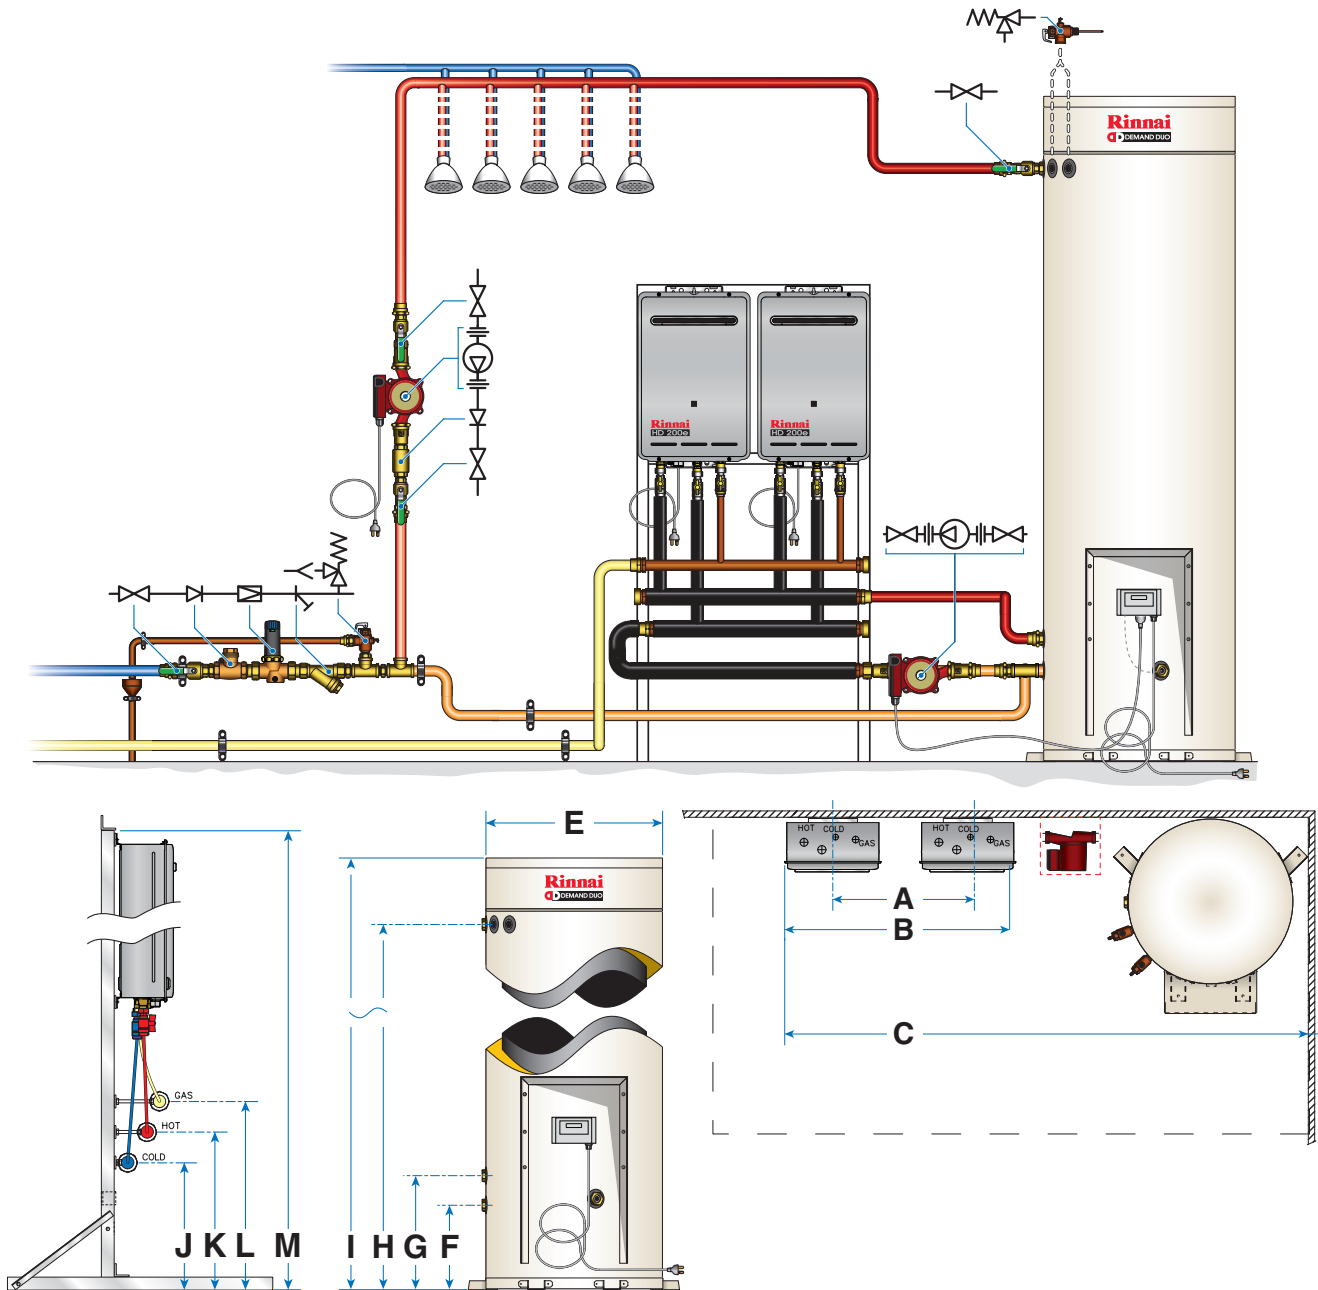 Rinnai
DEMAND DUO
Rinnai
HD 200e
Rinnai
HD 200e
E
Rinnai
DEMAND DUO
HOT
COLD
GAS
HOT
COLD
GAS
A
B
C
GAS
HOT
COLD
J
K
L
M
I
H
G
F